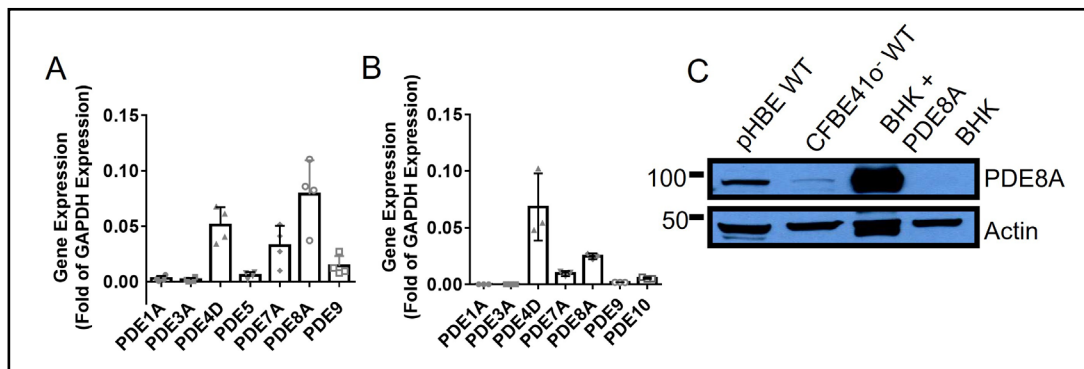 A
Gene Expression
(Fold of GAPDH Expression)
0.15
0.10
0.05
0.00
PDE1A
PDE3A
PDE4D
PDE5
PDE7A
PDE8A
PDE9
B
Gene Expression
(Fold of GAPDH Expression)
0.15
0.10
0.05
0.00
PDE1A
PDE3A
PDE4D
PDE7A
PDE8A
PDE9
PDE10
C
pHBE WT
CFBE41o⁻ WT
BHK +
PDE8A
BHK
100
PDE8A
50
Actin